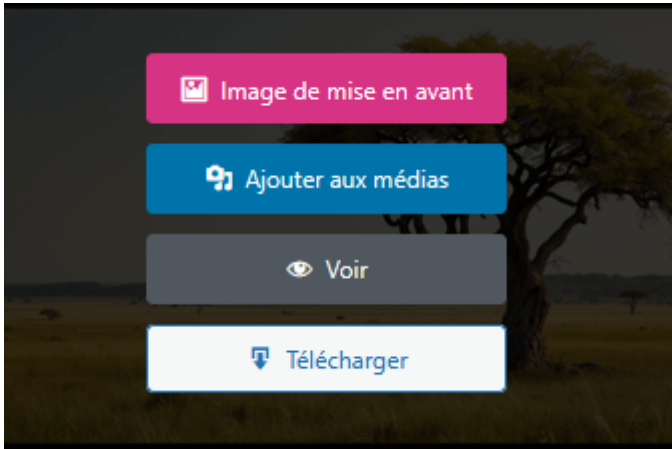 Image de mise en avant
Ajouter aux médias
Voir
Télécharger